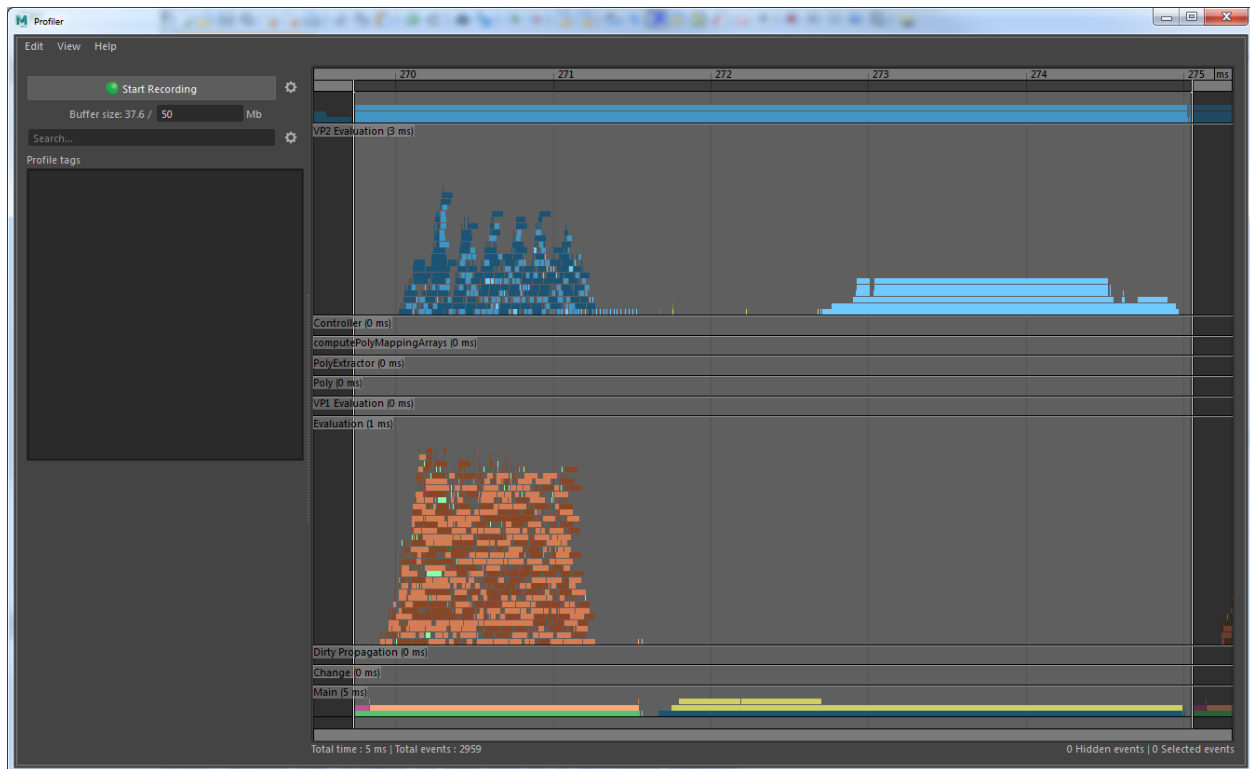 Profiler
Edit View Help
Start Recording
Buffer size: 37.6 / 50 Mb
Search...
Profile tags
270 271 272 273 274 275 ms
VP2 Evaluation (3 ms)
Controller (0 ms)
computePolyMappingArrays (0 ms)
PolyExtractor (0 ms)
Poly (0 ms)
VP1 Evaluation (0 ms)
Evaluation (1 ms)
Dirty Propagation (0 ms)
Change (0 ms)
Main (5 ms)
Total time : 5 ms | Total events : 2959
0 Hidden events | 0 Selected events